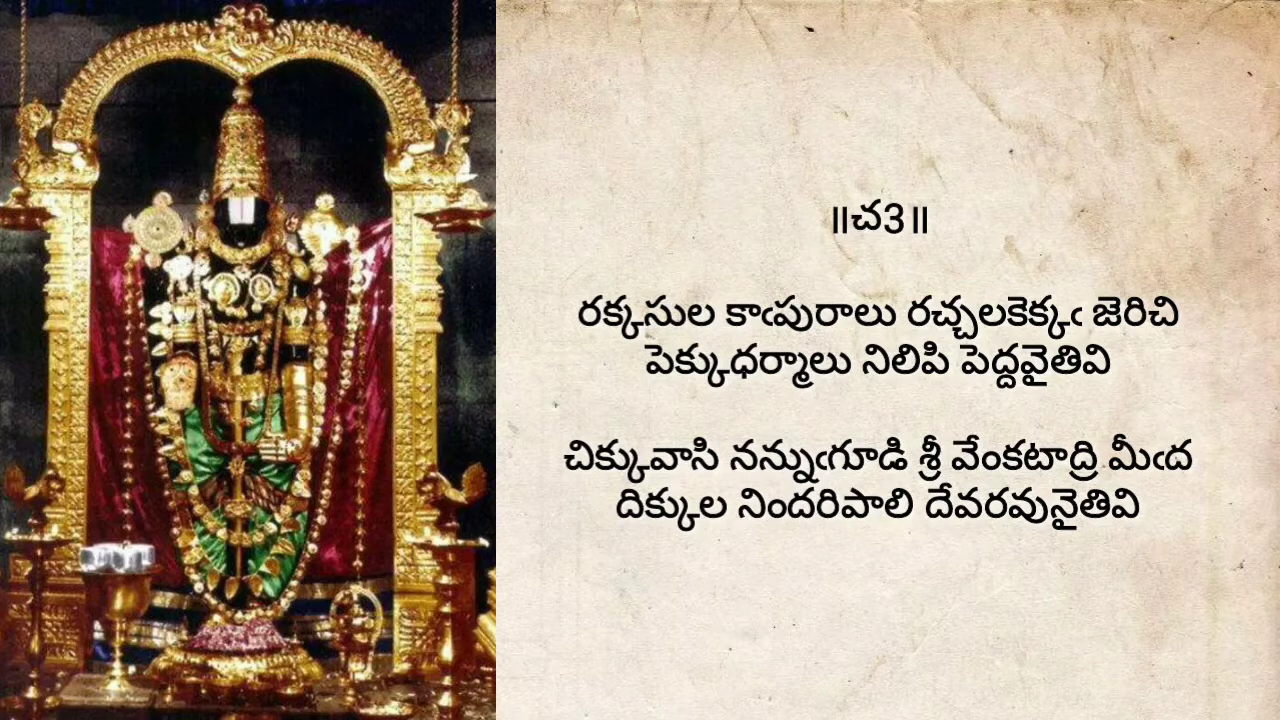 ॥చ3॥
రక్కసుల కాఁపురాలు రచ్చలకెక్కఁ జెరిచి
పెక్కుధర్మాలు నిలిపి పెద్దవైతివి
చిక్కువాసి నన్నుఁగూడి శ్రీ వేంకటాద్రి మీఁద
దిక్కుల నిందరిపాలి దేవరవునైతివి